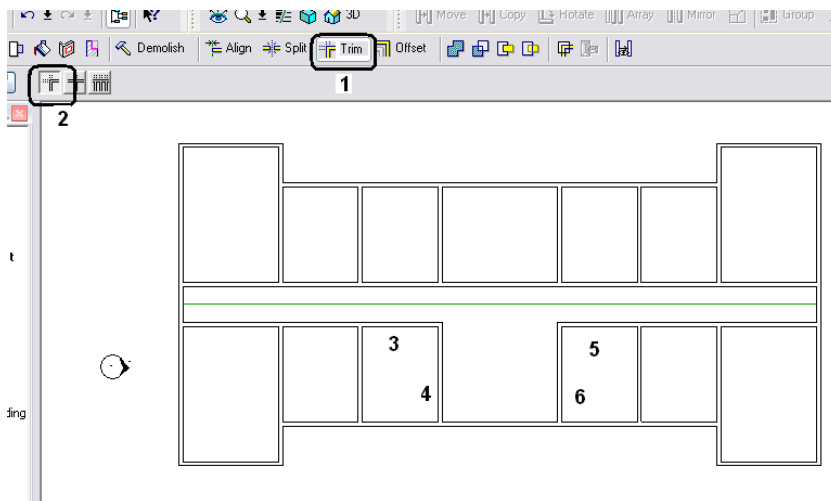 3D Move Copy Rotate Array Mirror Group
Demolish Align Split Trim Offset
1
2
t
3
5
4
6
ding